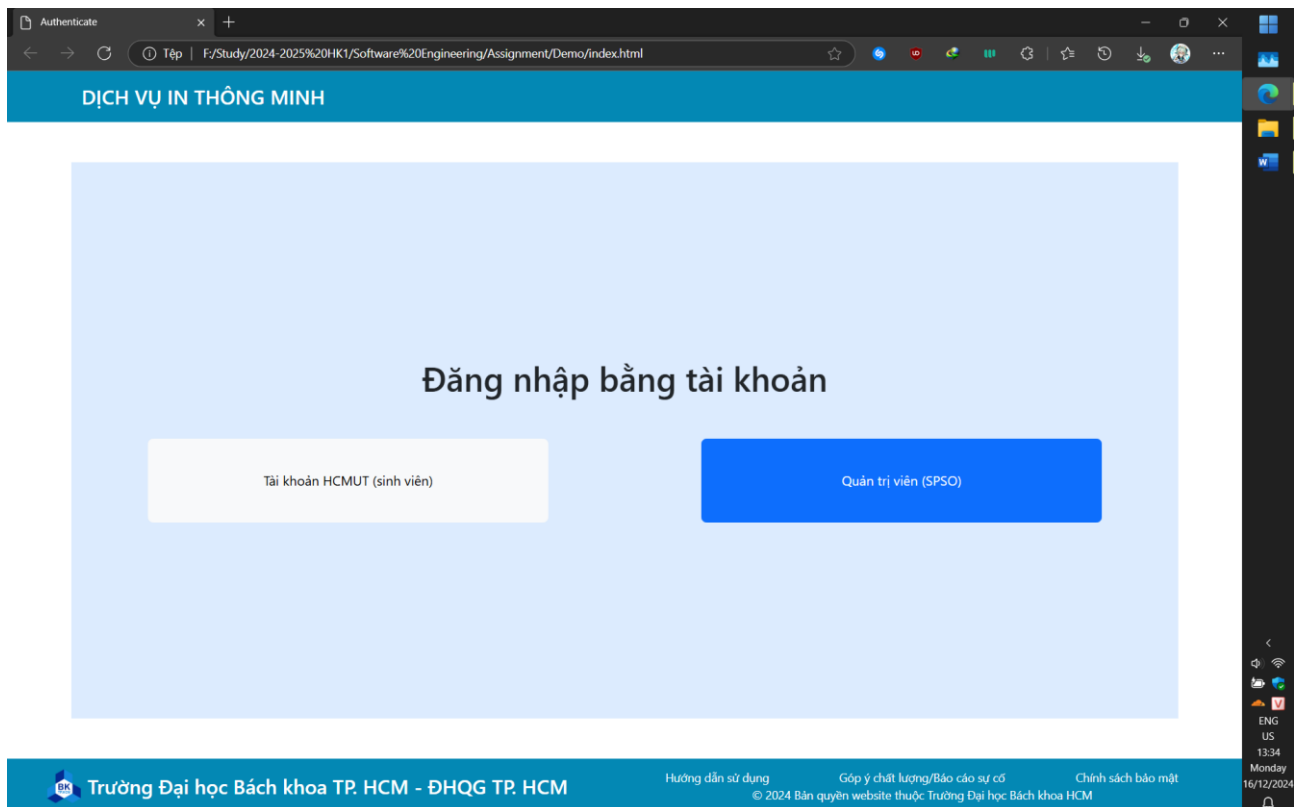 Authenticate
Tệp | F:/Study/2024-2025%20HK1/Software%20Engineering/Assignment/Demo/index.html
DỊCH VỤ IN THÔNG MINH
Đăng nhập bằng tài khoản
Tài khoản HCMUT (sinh viên)
Quản trị viên (SPSO)
ENG
US
13:34
Monday
16/12/2024
BK
Trường Đại học Bách khoa TP. HCM - ĐHQG TP. HCM
Hướng dẫn sử dụng
Góp ý chất lượng/Báo cáo sự cố
Chính sách bảo mật
© 2024 Bản quyền website thuộc Trường Đại học Bách khoa HCM